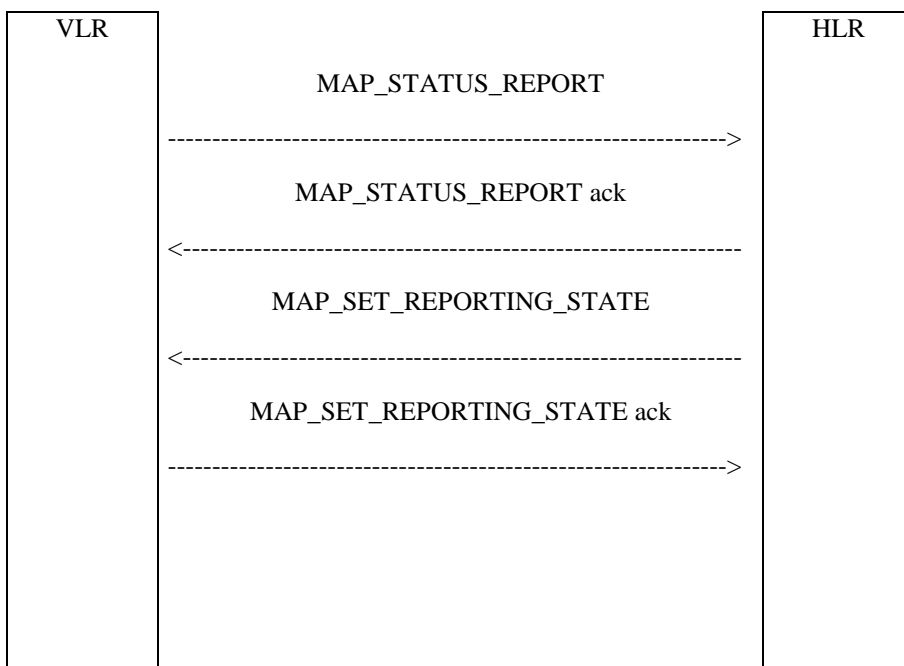 VLR HLR
MAP_STATUS_REPORT
MAP_STATUS_REPORT ack
MAP_SET_REPORTING_STATE
MAP_SET_REPORTING_STATE ack